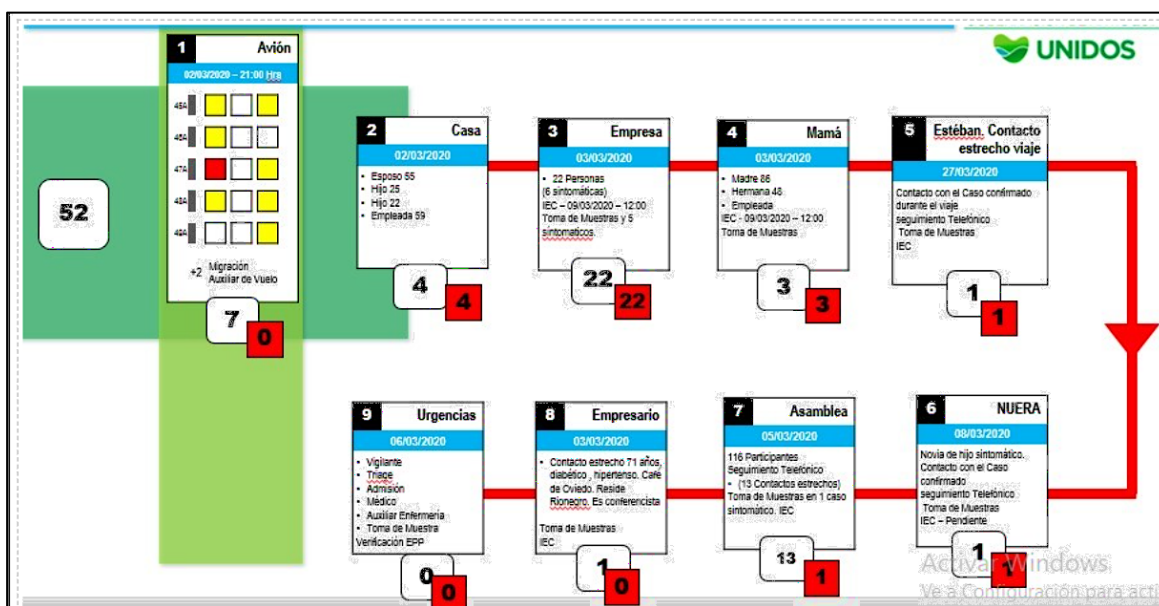 UNIDOS
1 Avión
02/03/2020 – 21:00 Hrs
45A
46A
47A
48A
49A
+2 Migración
Auxiliar de Vuelo
7
0
52
2 Casa
02/03/2020
• Esposo 55
• Hijo 25
• Hijo 22
• Empleada 59
4
4
3 Empresa
03/03/2020
• 22 Personas
(6 sintomáticas)
IEC – 09/03/2020 – 12:00
Toma de Muestras y 5
síntomaticos.
22
22
4 Mamá
03/03/2020
• Madre 86
• Hermana 48
• Empleada
IEC - 09/03/2020 – 12:00
Toma de Muestras
3
3
5 Estéban. Contacto
estrecho viaje
27/03/2020
Contacto con el Caso confirmado
durante el viaje
seguimiento Telefónico
Toma de Muestras
IEC
1
1
9 Urgencias
06/03/2020
• Vigilante
• Triage
• Admisión
• Médico
• Auxiliar Enfermería
• Toma de Muestra
Verificación EPP
0
0
8 Empresario
03/03/2020
• Contacto estrecho 71 años,
diabético , hipertenso. Café
de Oviedo. Reside
Rionegro. Es conferencista
Toma de Muestras
IEC
1
0
7 Asamblea
05/03/2020
116 Participantes
Seguimiento Telefónico
• (13 Contactos estrechos)
Toma de Muestras en 1 caso
sintomático. IEC
13
1
6 NUERA
08/03/2020
Novia de hijo sintomático.
Contacto con el Caso
confirmado
seguimiento Telefónico
Toma de Muestras
IEC – Pendiente
1
1
Activar Windows
Ve a Configuración para acti